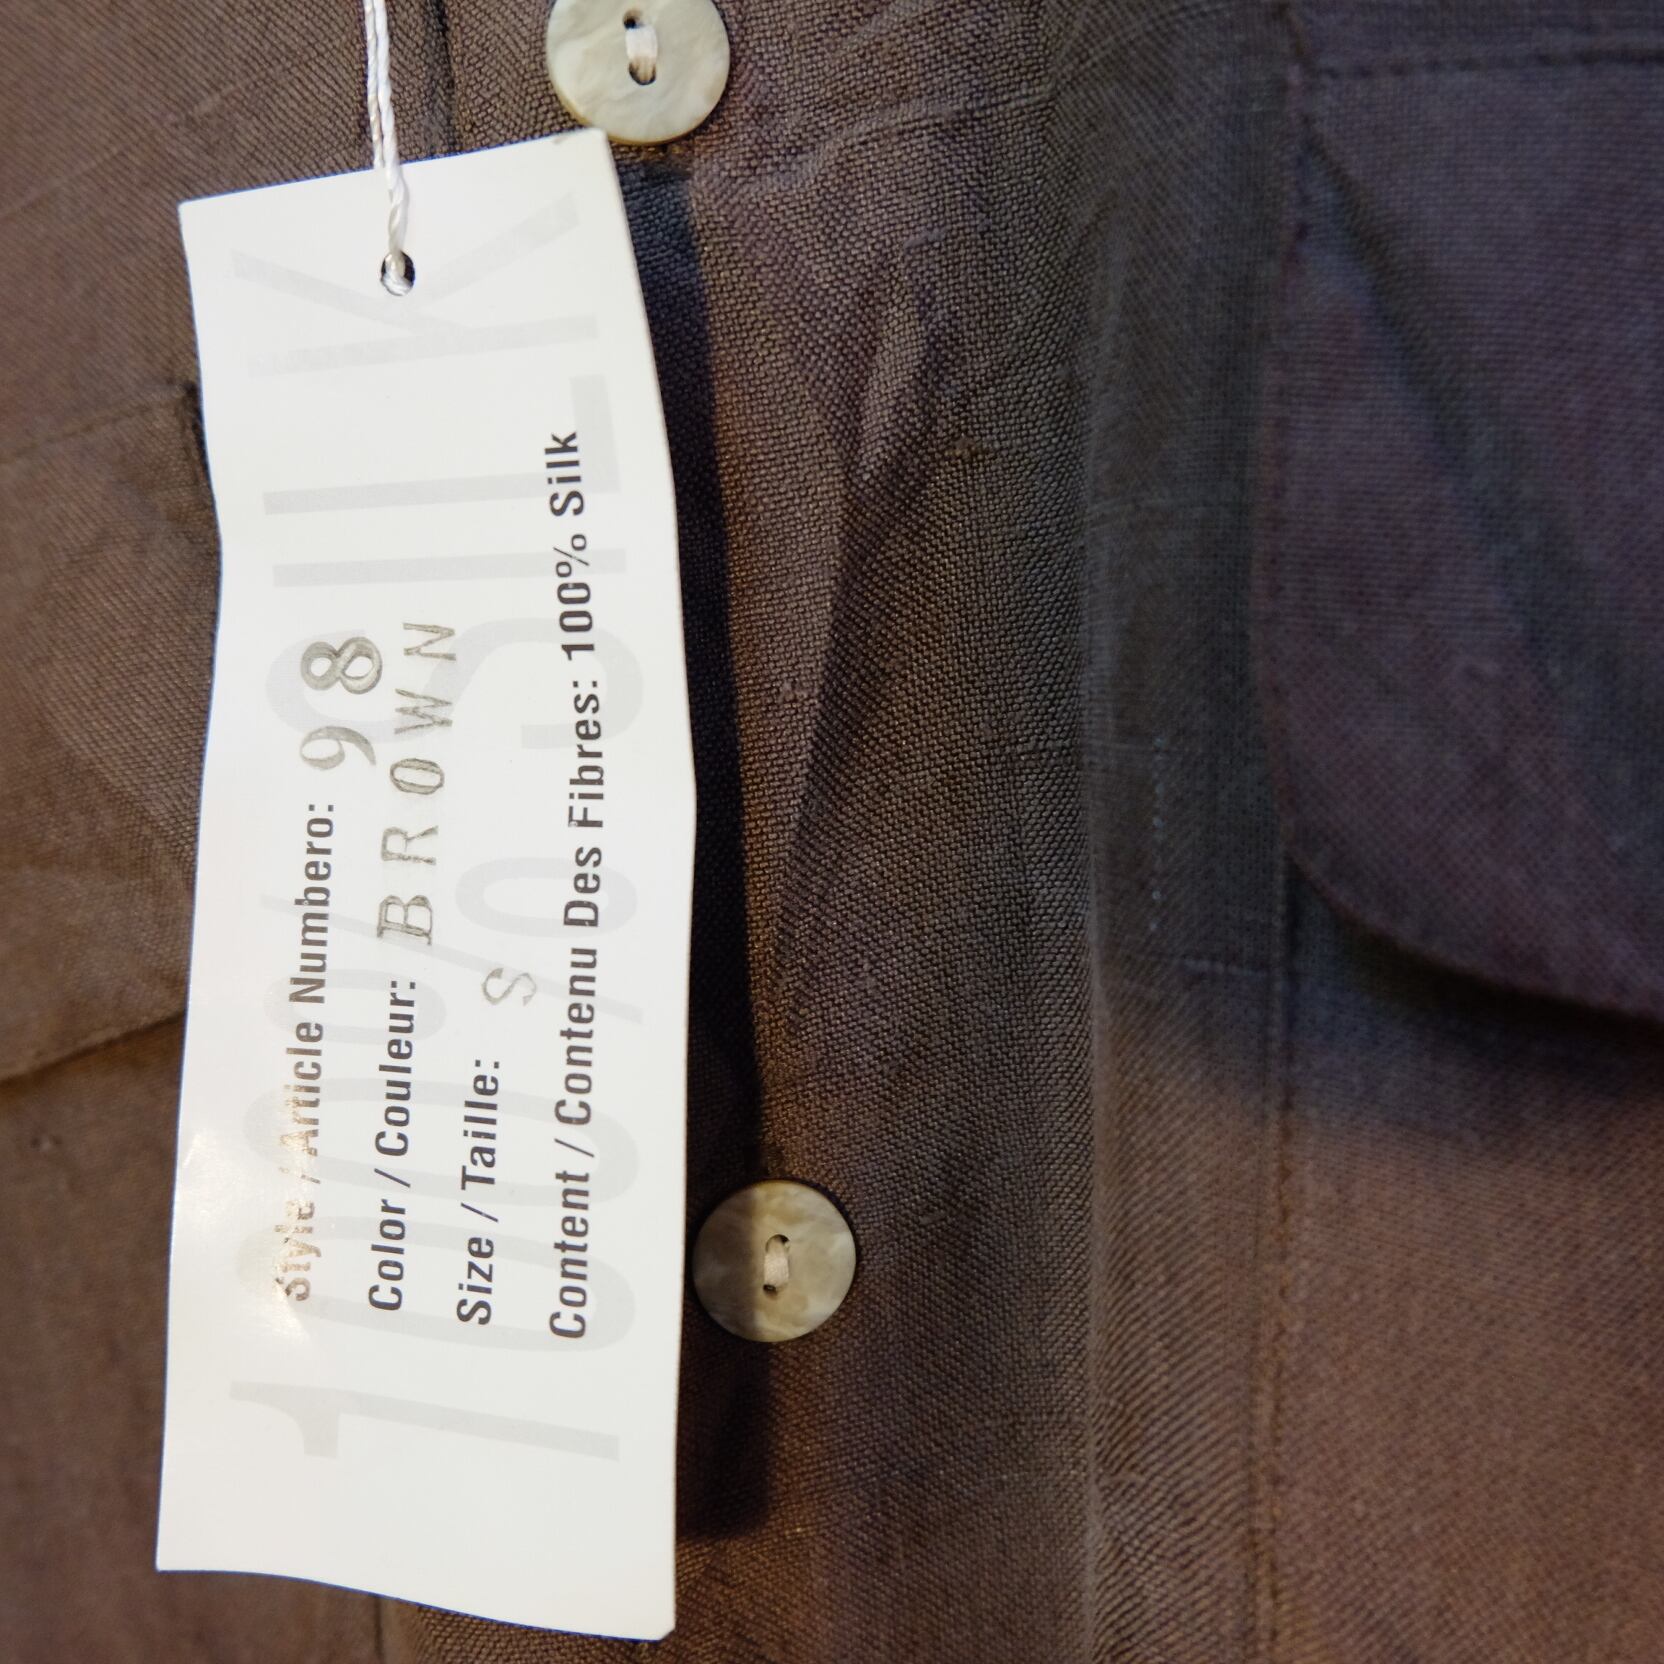 100% SILK
Style / Article Numbero: 98
Color / Couleur: BROWN
Size / Taille: S
Content / Contenu Des Fibres: 100% Silk